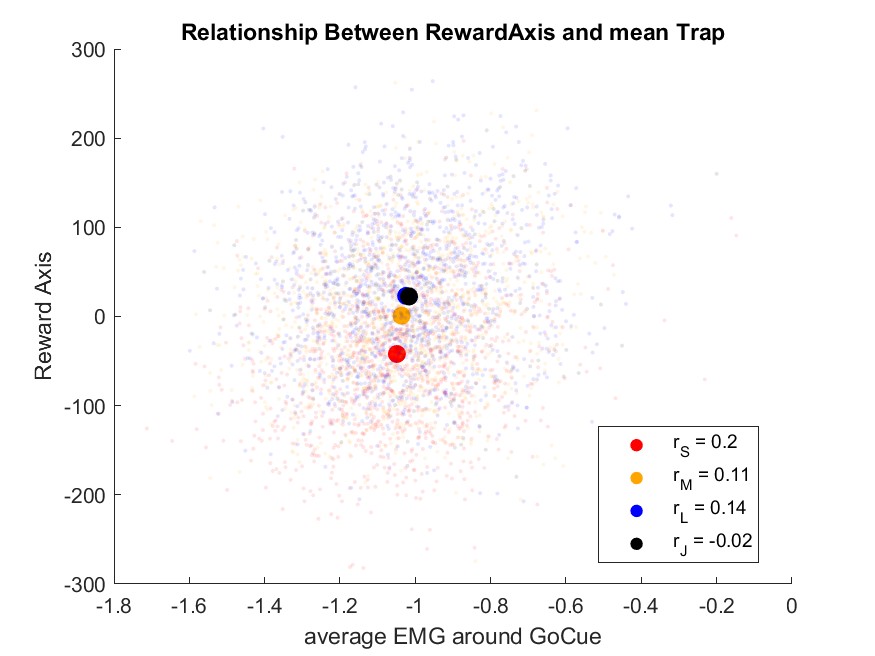 Relationship Between RewardAxis and mean Trap
300
200
100
0
-100
-200
-300
Reward Axis
-1.8
-1.6
-1.4
-1.2
-1
-0.8
-0.6
-0.4
-0.2
0
average EMG around GoCue
r_S = 0.2
r_M = 0.11
r_L = 0.14
r_J = -0.02